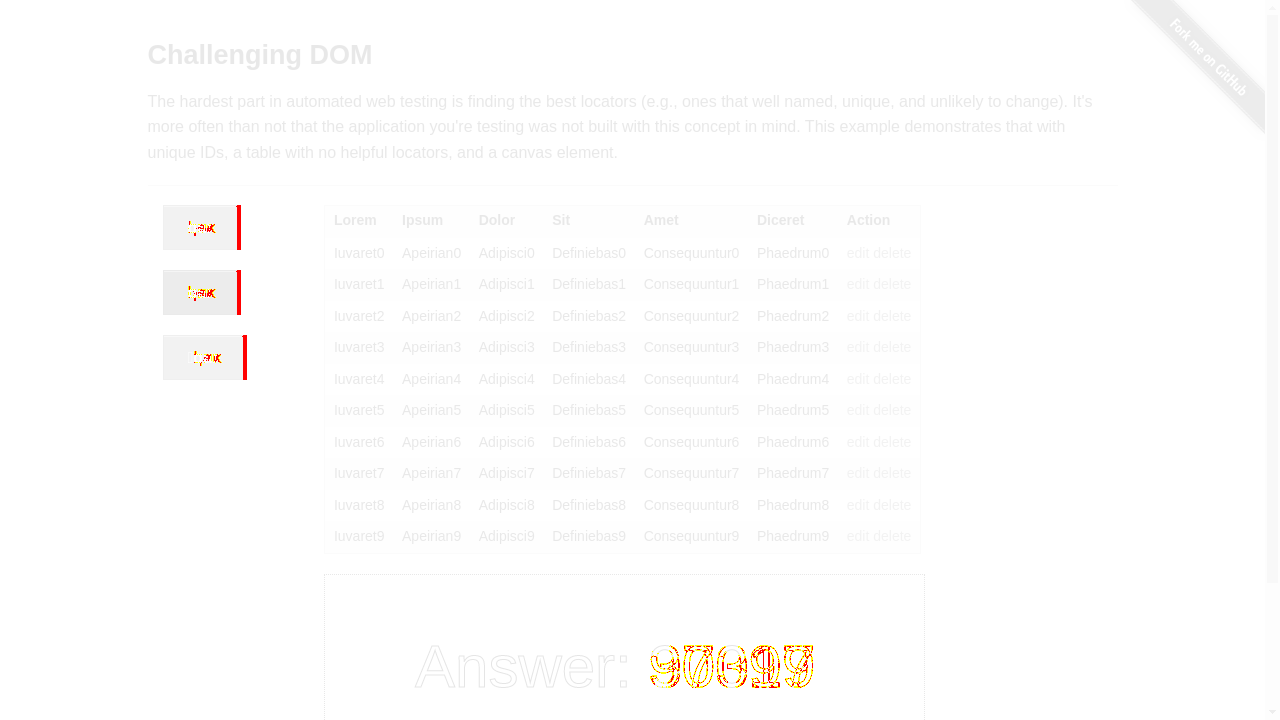 Fork me on GitHub
Challenging DOM
The hardest part in automated web testing is finding the best locators (e.g., ones that well named, unique, and unlikely to change). It's
more often than not that the application you're testing was not built with this concept in mind. This example demonstrates that with
unique IDs, a table with no helpful locators, and a canvas element.
Lorem Ipsum Dolor Sit Amet Diceret Action
Iuvaret0 Apeirian0 Adipisci0 Definiebas0 Consequuntur0 Phaedrum0 edit delete
Iuvaret1 Apeirian1 Adipisci1 Definiebas1 Consequuntur1 Phaedrum1 edit delete
Iuvaret2 Apeirian2 Adipisci2 Definiebas2 Consequuntur2 Phaedrum2 edit delete
Iuvaret3 Apeirian3 Adipisci3 Definiebas3 Consequuntur3 Phaedrum3 edit delete
Iuvaret4 Apeirian4 Adipisci4 Definiebas4 Consequuntur4 Phaedrum4 edit delete
Iuvaret5 Apeirian5 Adipisci5 Definiebas5 Consequuntur5 Phaedrum5 edit delete
Iuvaret6 Apeirian6 Adipisci6 Definiebas6 Consequuntur6 Phaedrum6 edit delete
Iuvaret7 Apeirian7 Adipisci7 Definiebas7 Consequuntur7 Phaedrum7 edit delete
Iuvaret8 Apeirian8 Adipisci8 Definiebas8 Consequuntur8 Phaedrum8 edit delete
Iuvaret9 Apeirian9 Adipisci9 Definiebas9 Consequuntur9 Phaedrum9 edit delete
Answer: